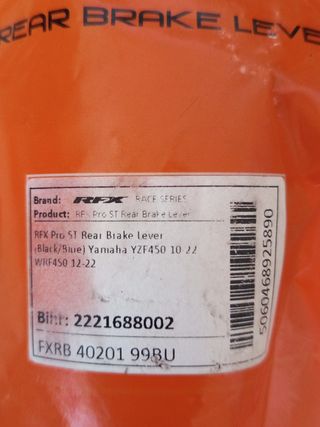 REAR BRAKE LEVE
Brand: RFX RACE SERIES
Product: RFX Pro ST Rear Brake Lever
RFX Pro ST Rear Brake Lever
(Black/Blue) Yamaha YZF450 10-22
WRF450 12-22
Bihr: 2221688002
FXRB 40201 99BU
5060468925890